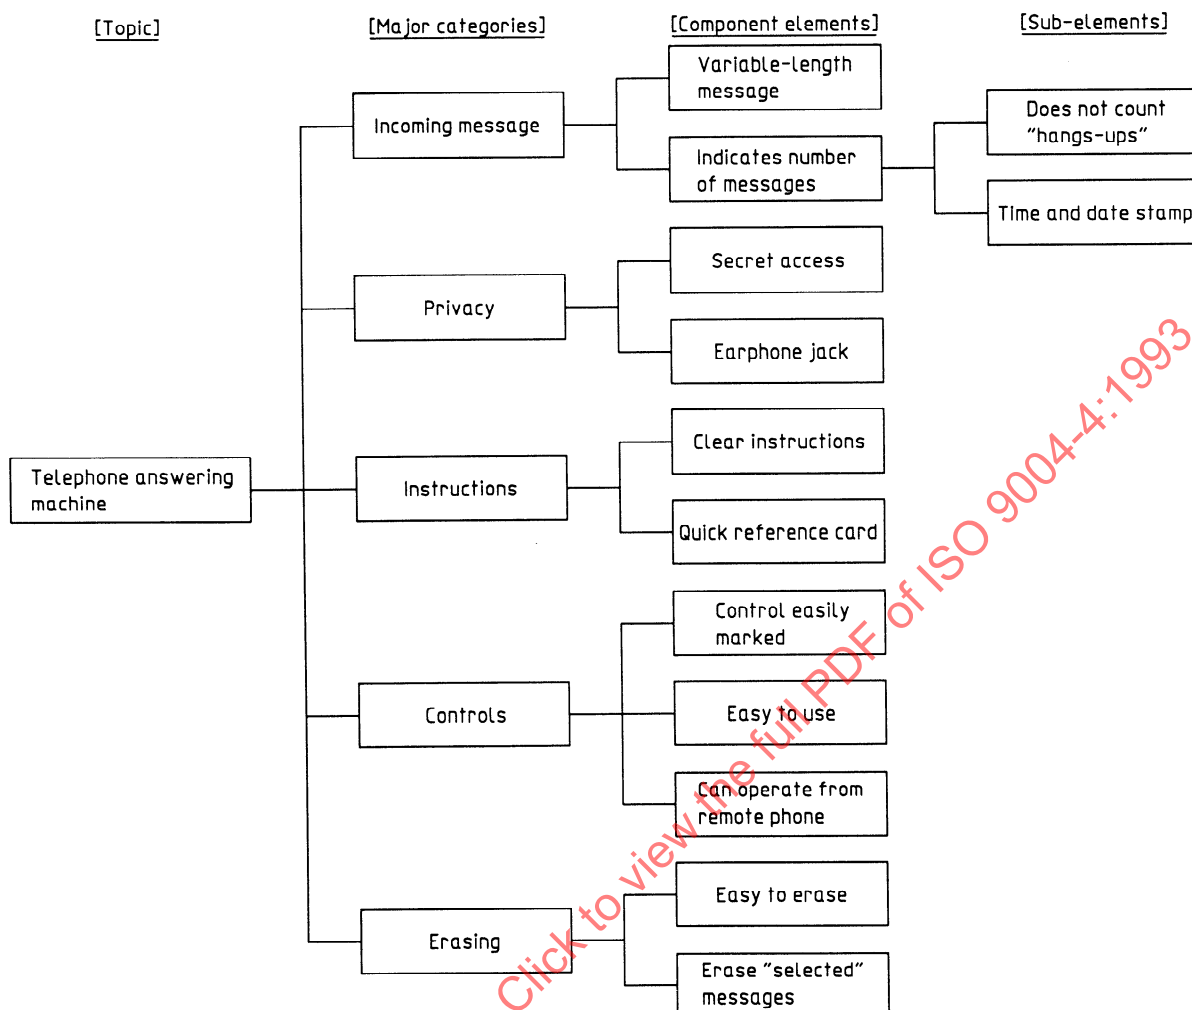 [Topic]
[Major categories]
[Component elements]
[Sub-elements]
Telephone answering
machine
Incoming message
Variable-length
message
Indicates number
of messages
Does not count
"hangs-ups"
Time and date stamp
Privacy
Secret access
Earphone jack
Instructions
Clear instructions
Quick reference card
Controls
Control easily
marked
Easy to use
Can operate from
remote phone
Erasing
Easy to erase
Erase "selected"
messages
Click to view the full PDF of ISO 9004-4:1993